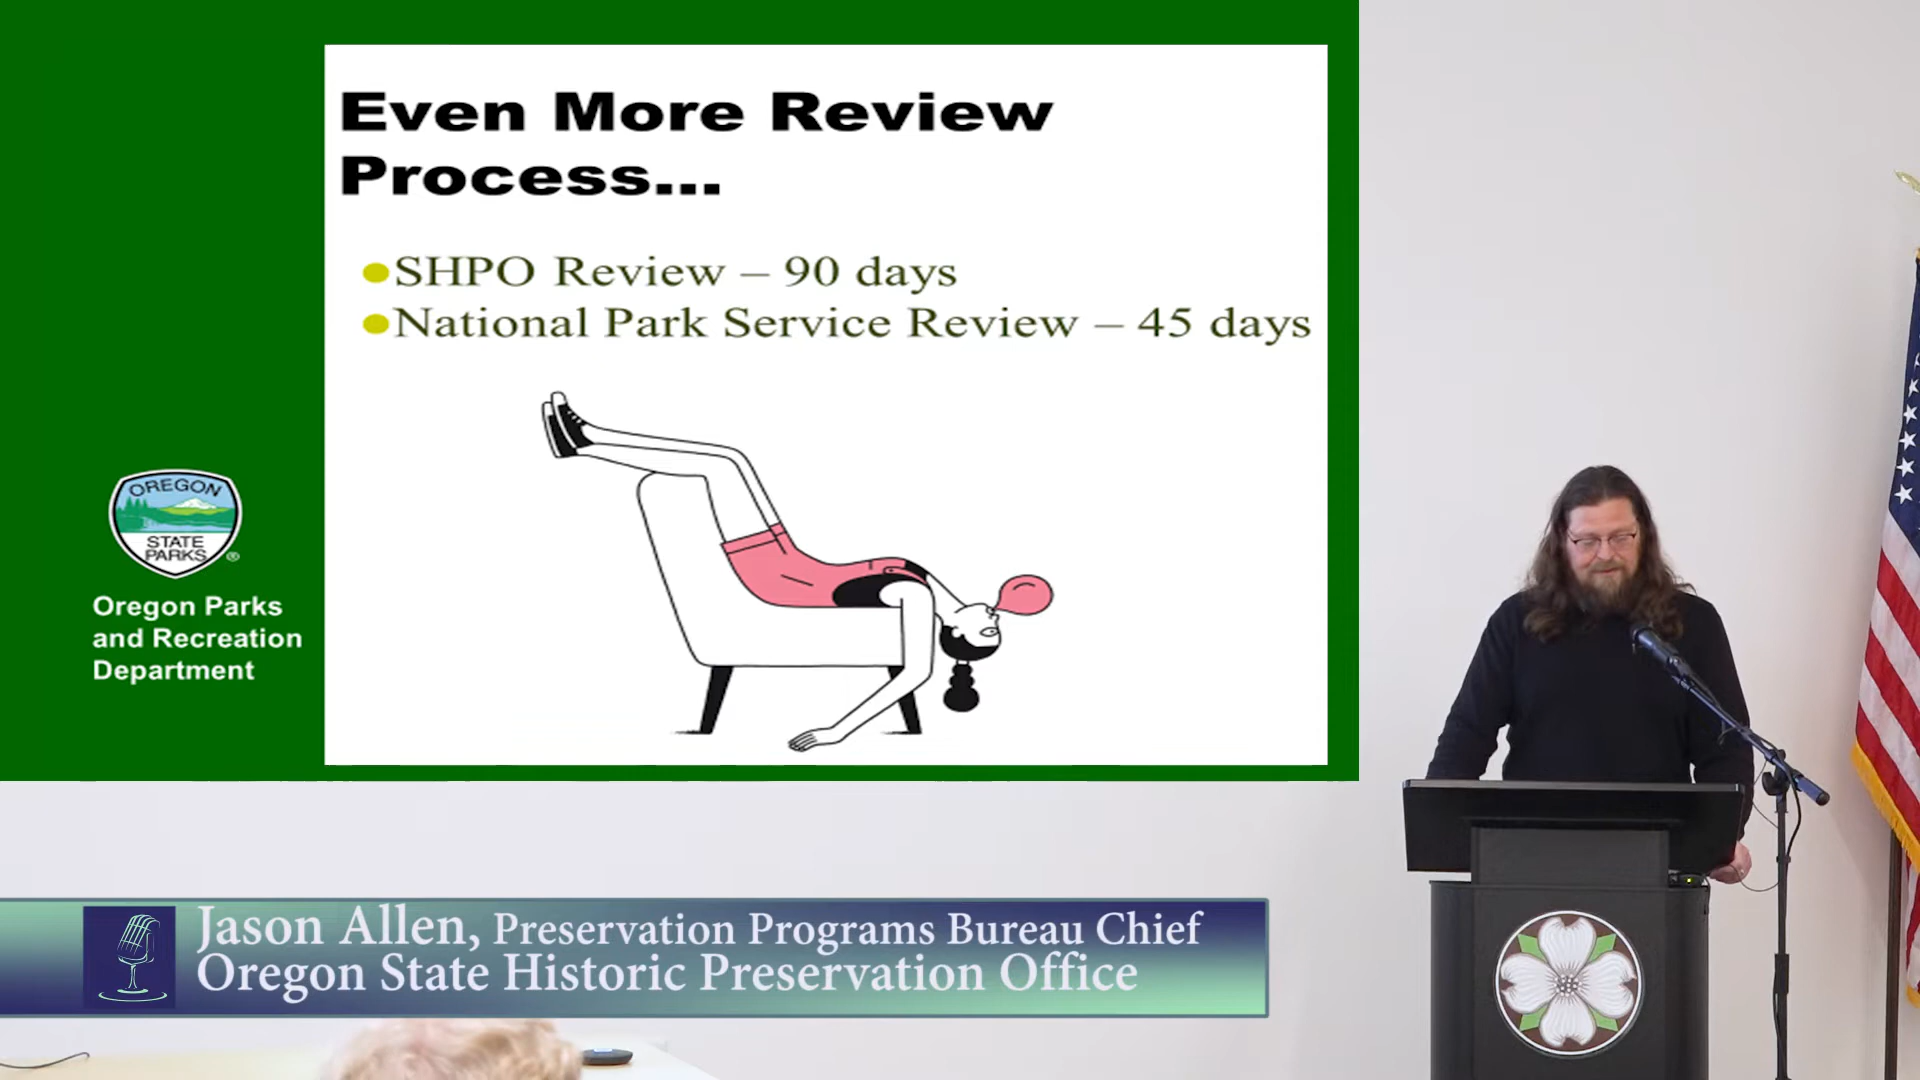 Even More Review
Process...
SHPO Review – 90 days
National Park Service Review – 45 days
OREGON
STATE
PARKS
®
Oregon Parks
and Recreation
Department
Jason Allen, Preservation Programs Bureau Chief
Oregon State Historic Preservation Office